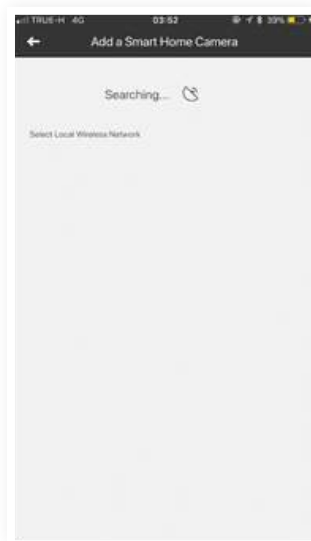 TRUE-H 4G 03:52 39%
Add a Smart Home Camera
Searching...
Select Local Wireless Network